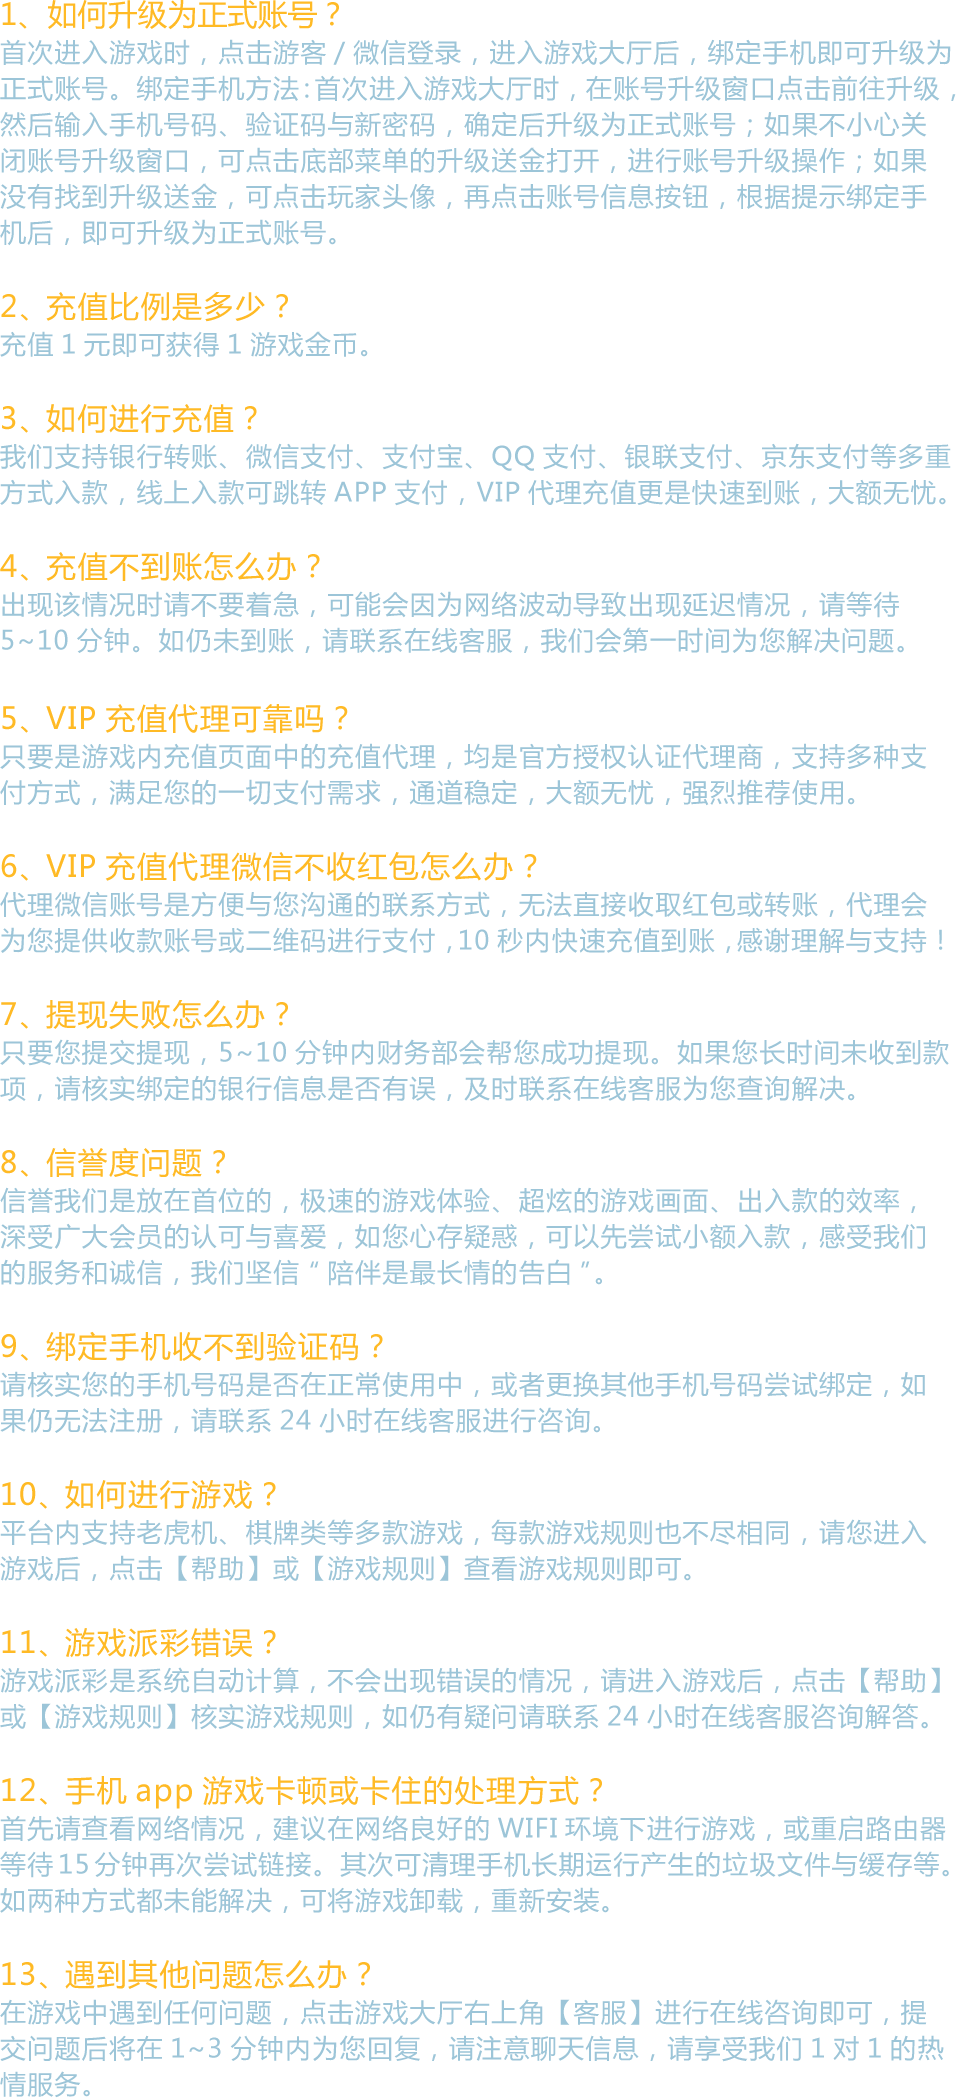 1、如何升级为正式账号？
首次进入游戏时，点击游客 / 微信登录，进入游戏大厅后，绑定手机即可升级为
正式账号。绑定手机方法：首次进入游戏大厅时，在账号升级窗口点击前往升级，
然后输入手机号码、验证码与新密码，确定后升级为正式账号；如果不小心关
闭账号升级窗口，可点击底部菜单的升级送金打开，进行账号升级操作；如果
没有找到升级送金，可点击玩家头像，再点击账号信息按钮，根据提示绑定手
机后，即可升级为正式账号。
2、充值比例是多少？
充值 1 元即可获得 1 游戏金币。
3、如何进行充值？
我们支持银行转账、微信支付、支付宝、QQ 支付、银联支付、京东支付等多重
方式入款，线上入款可跳转 APP 支付，VIP 代理充值更是快速到账，大额无忧。
4、充值不到账怎么办？
出现该情况时请不要着急，可能会因为网络波动导致出现延迟情况，请等待
5~10 分钟。如仍未到账，请联系在线客服，我们会第一时间为您解决问题。
5、VIP 充值代理可靠吗？
只要是游戏内充值页面中的充值代理，均是官方授权认证代理商，支持多种支
付方式，满足您的一切支付需求，通道稳定，大额无忧，强烈推荐使用。
6、VIP 充值代理微信不收红包怎么办？
代理微信账号是方便与您沟通的联系方式，无法直接收取红包或转账，代理会
为您提供收款账号或二维码进行支付，10 秒内快速充值到账，感谢理解与支持！
7、提现失败怎么办？
只要您提交提现，5~10 分钟内财务部会帮您成功提现。如果您长时间未收到款
项，请核实绑定的银行信息是否有误，及时联系在线客服为您查询解决。
8、信誉度问题？
信誉我们是放在首位的，极速的游戏体验、超炫的游戏画面、出入款的效率，
深受广大会员的认可与喜爱，如您心存疑惑，可以先尝试小额入款，感受我们
的服务和诚信，我们坚信 “ 陪伴是最长情的告白 ”。
9、绑定手机收不到验证码？
请核实您的手机号码是否在正常使用中，或者更换其他手机号码尝试绑定，如
果仍无法注册，请联系 24 小时在线客服进行咨询。
10、如何进行游戏？
平台内支持老虎机、棋牌类等多款游戏，每款游戏规则也不尽相同，请您进入
游戏后，点击【帮助】或【游戏规则】查看游戏规则即可。
11、游戏派彩错误？
游戏派彩是系统自动计算，不会出现错误的情况，请进入游戏后，点击【帮助】
或【游戏规则】核实游戏规则，如仍有疑问请联系 24 小时在线客服咨询解答。
12、手机 app 游戏卡顿或卡住的处理方式？
首先请查看网络情况，建议在网络良好的 WIFI 环境下进行游戏，或重启路由器
等待 15 分钟再次尝试链接。其次可清理手机长期运行产生的垃圾文件与缓存等。
如两种方式都未能解决，可将游戏卸载，重新安装。
13、遇到其他问题怎么办？
在游戏中遇到任何问题，点击游戏大厅右上角【客服】进行在线咨询即可，提
交问题后将在 1~3 分钟内为您回复，请注意聊天信息，请享受我们 1 对 1 的热
情服务。